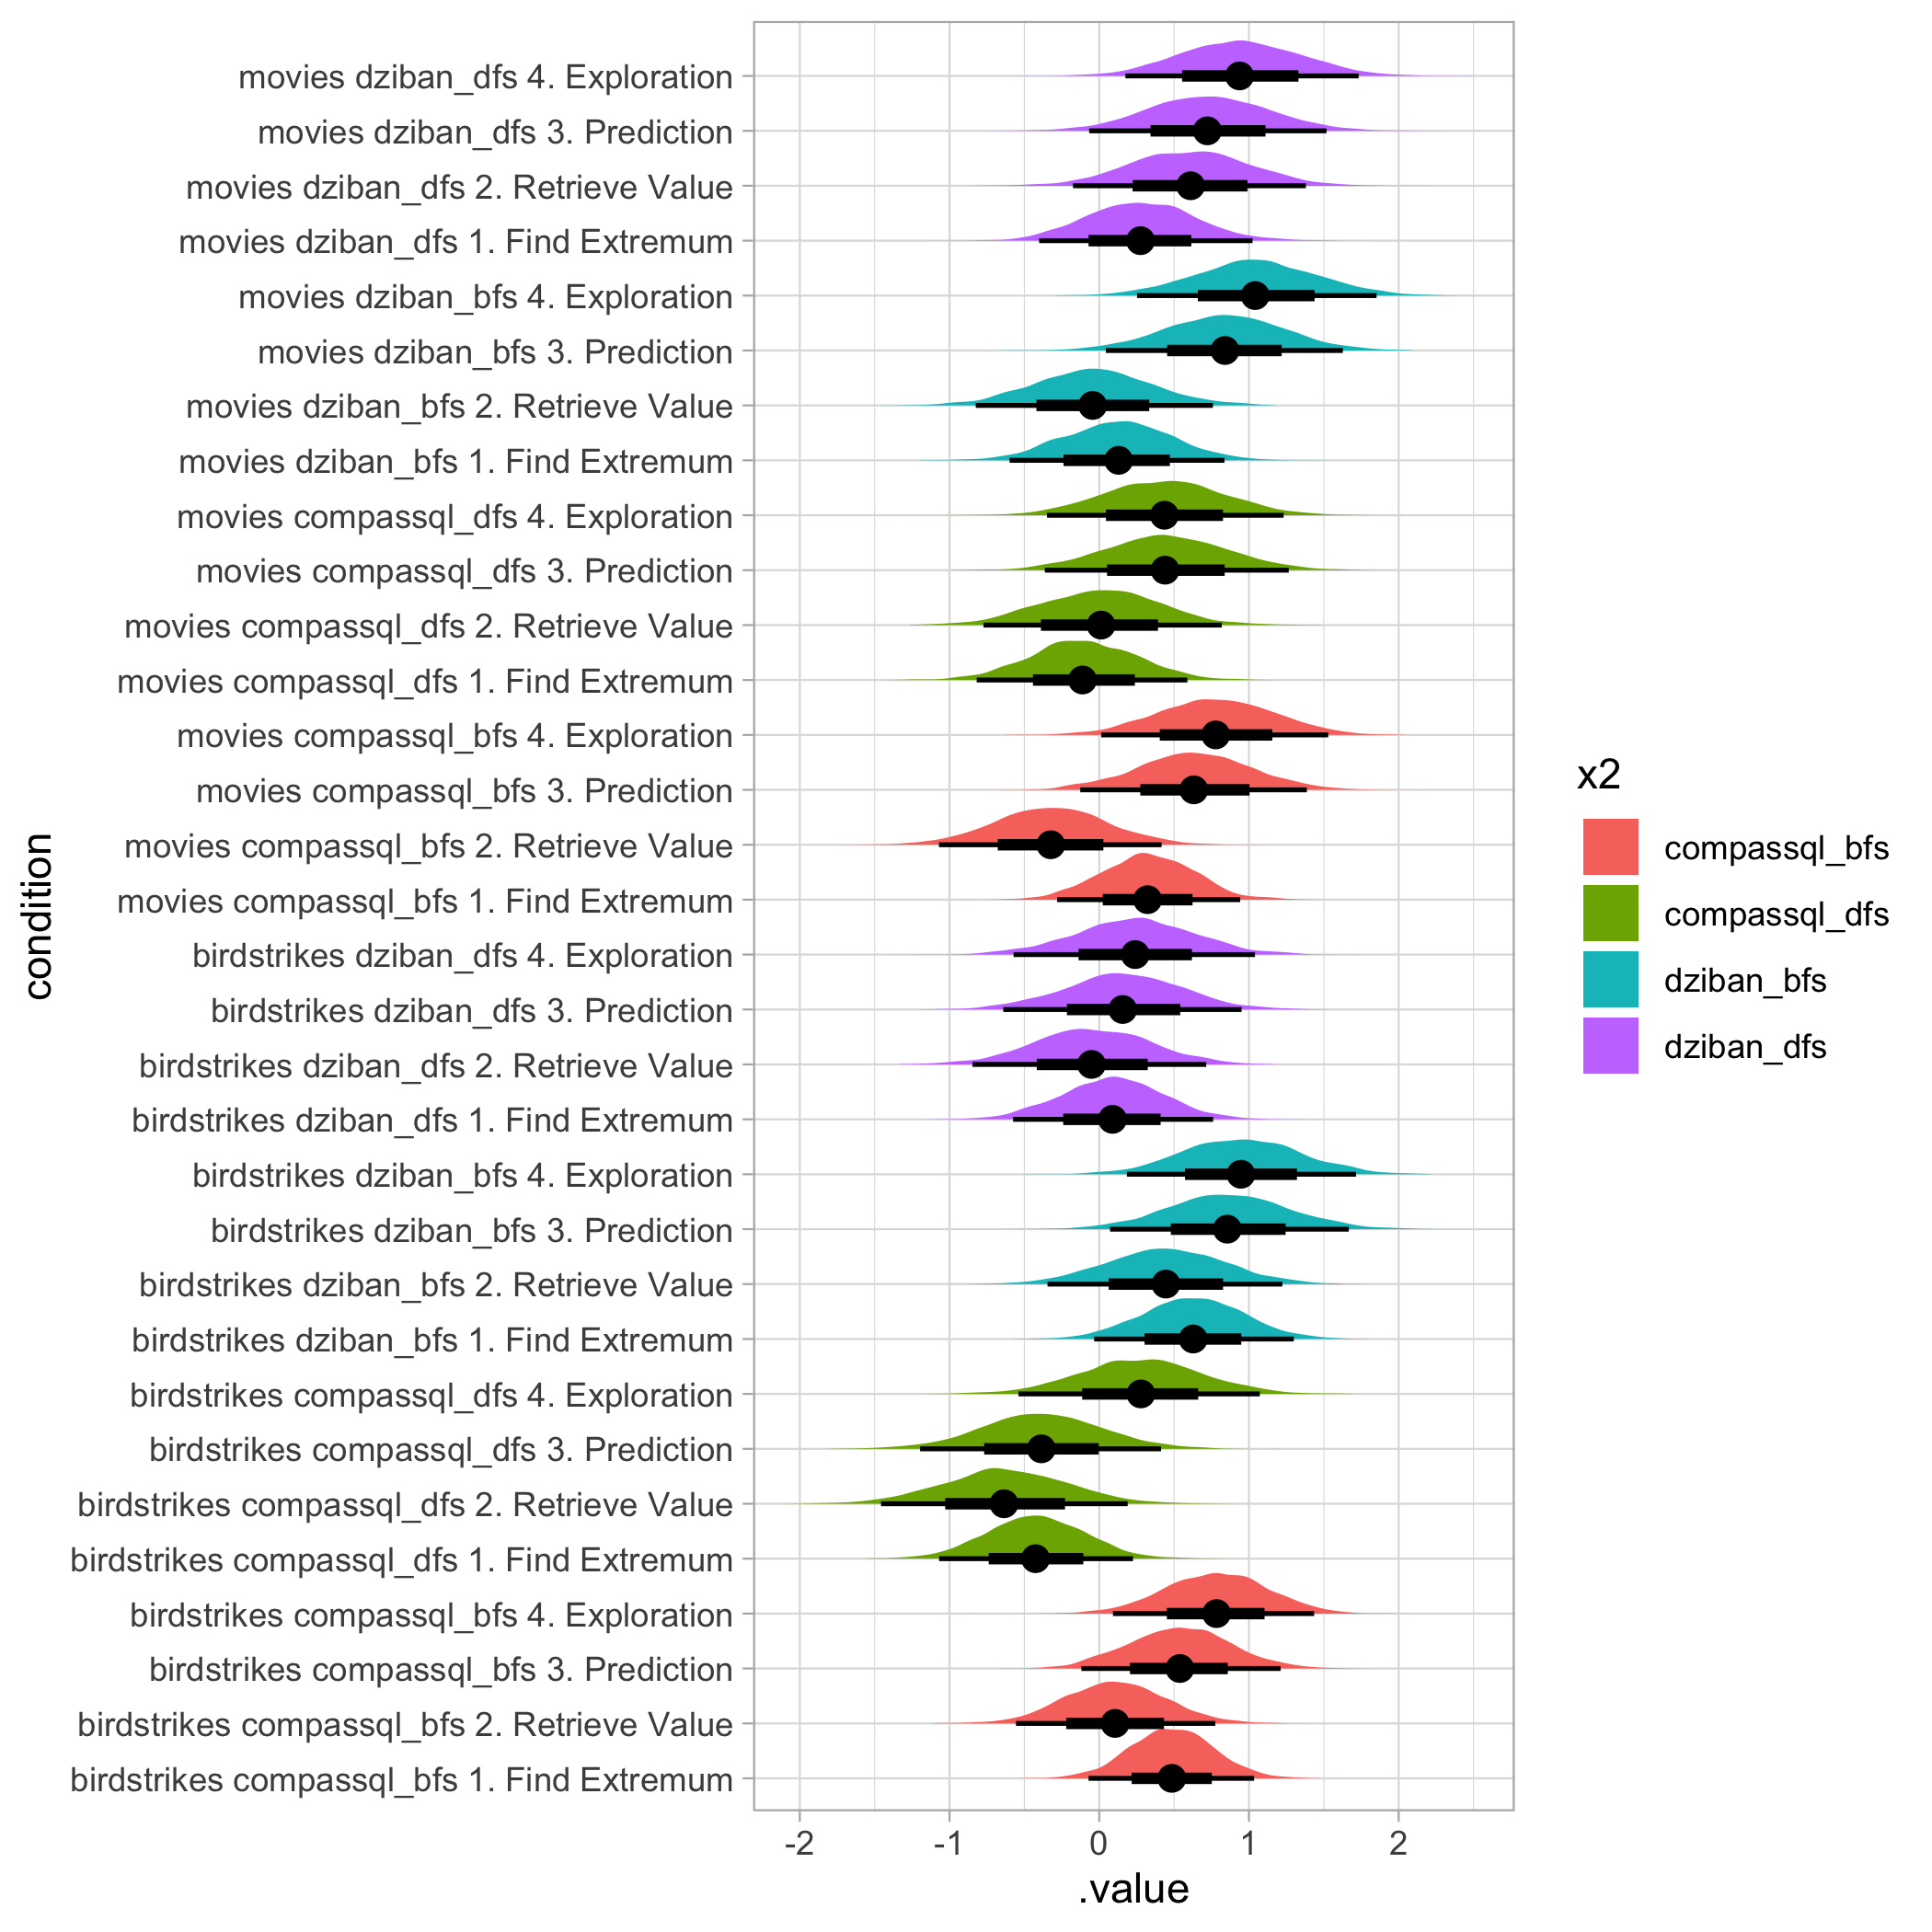 movies dziban_dfs 4. Exploration
movies dziban_dfs 3. Prediction
movies dziban_dfs 2. Retrieve Value
movies dziban_dfs 1. Find Extremum
movies dziban_bfs 4. Exploration
movies dziban_bfs 3. Prediction
movies dziban_bfs 2. Retrieve Value
movies dziban_bfs 1. Find Extremum
movies compassql_dfs 4. Exploration
movies compassql_dfs 3. Prediction
movies compassql_dfs 2. Retrieve Value
movies compassql_dfs 1. Find Extremum
movies compassql_bfs 4. Exploration
movies compassql_bfs 3. Prediction
movies compassql_bfs 2. Retrieve Value
movies compassql_bfs 1. Find Extremum
birdstrikes dziban_dfs 4. Exploration
birdstrikes dziban_dfs 3. Prediction
birdstrikes dziban_dfs 2. Retrieve Value
birdstrikes dziban_dfs 1. Find Extremum
birdstrikes dziban_bfs 4. Exploration
birdstrikes dziban_bfs 3. Prediction
birdstrikes dziban_bfs 2. Retrieve Value
birdstrikes dziban_bfs 1. Find Extremum
birdstrikes compassql_dfs 4. Exploration
birdstrikes compassql_dfs 3. Prediction
birdstrikes compassql_dfs 2. Retrieve Value
birdstrikes compassql_dfs 1. Find Extremum
birdstrikes compassql_bfs 4. Exploration
birdstrikes compassql_bfs 3. Prediction
birdstrikes compassql_bfs 2. Retrieve Value
birdstrikes compassql_bfs 1. Find Extremum
condition
-2 -1 0 1 2
.value
x2
compassql_bfs
compassql_dfs
dziban_bfs
dziban_dfs